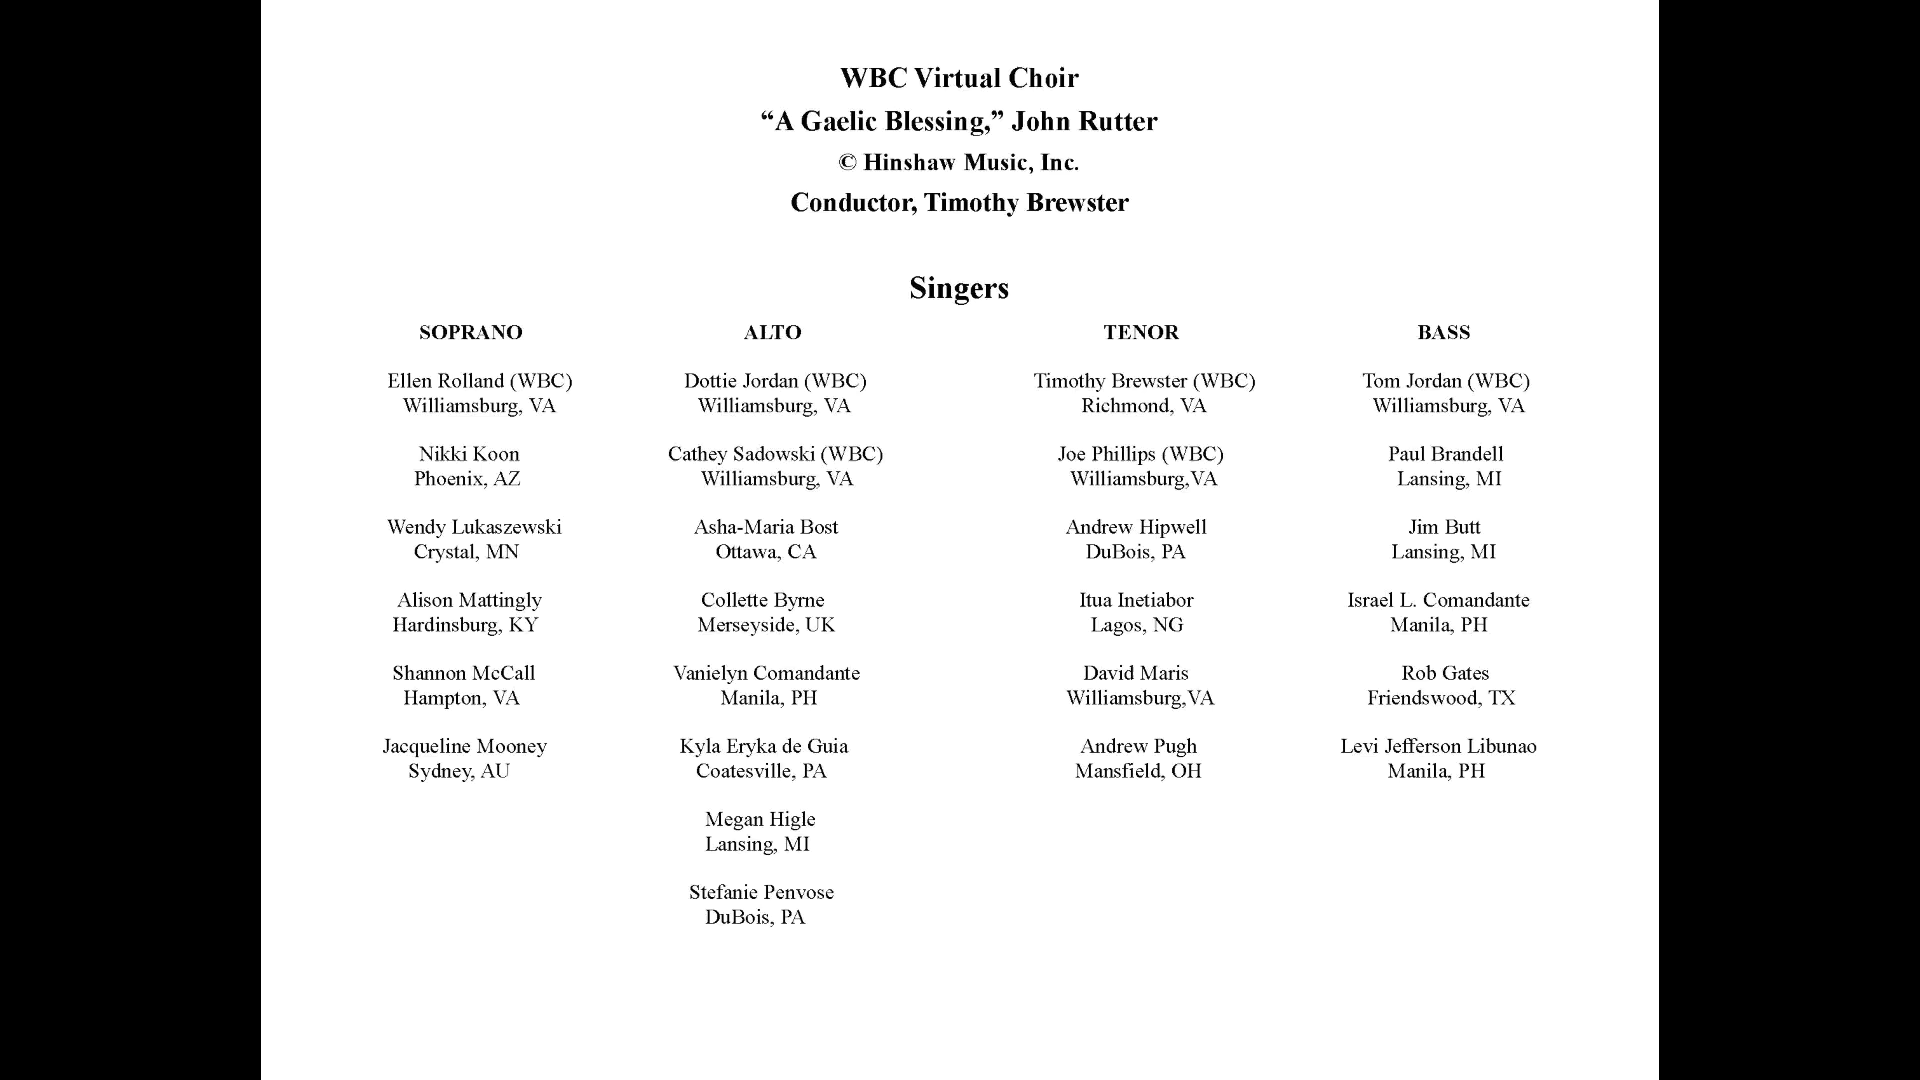 WBC Virtual Choir
“A Gaelic Blessing,” John Rutter
© Hinshaw Music, Inc.
Conductor, Timothy Brewster
Singers
SOPRANO
Ellen Rolland (WBC)
Williamsburg, VA
Nikki Koon
Phoenix, AZ
Wendy Lukaszewski
Crystal, MN
Alison Mattingly
Hardinsburg, KY
Shannon McCall
Hampton, VA
Jacqueline Mooney
Sydney, AU
ALTO
Dottie Jordan (WBC)
Williamsburg, VA
Cathey Sadowski (WBC)
Williamsburg, VA
Asha-Maria Bost
Ottawa, CA
Collette Byrne
Merseyside, UK
Vanielyn Comandante
Manila, PH
Kyla Eryka de Guia
Coatesville, PA
Megan Higle
Lansing, MI
Stefanie Penvose
DuBois, PA
TENOR
Timothy Brewster (WBC)
Richmond, VA
Joe Phillips (WBC)
Williamsburg,VA
Andrew Hipwell
DuBois, PA
Itua Inetiabor
Lagos, NG
David Maris
Williamsburg,VA
Andrew Pugh
Mansfield, OH
BASS
Tom Jordan (WBC)
Williamsburg, VA
Paul Brandell
Lansing, MI
Jim Butt
Lansing, MI
Israel L. Comandante
Manila, PH
Rob Gates
Friendswood, TX
Levi Jefferson Libunao
Manila, PH